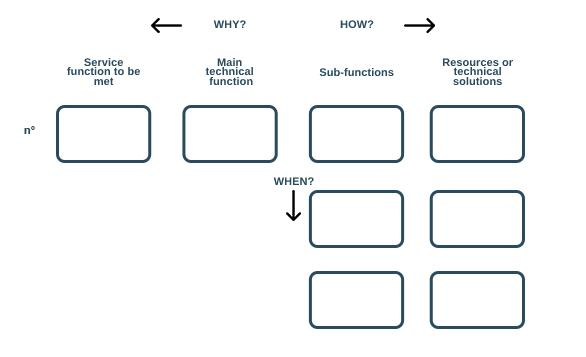 WHY?
HOW?
Service
function to be
met
Main
technical
function
Sub-functions
Resources or
technical
solutions
n°
WHEN?